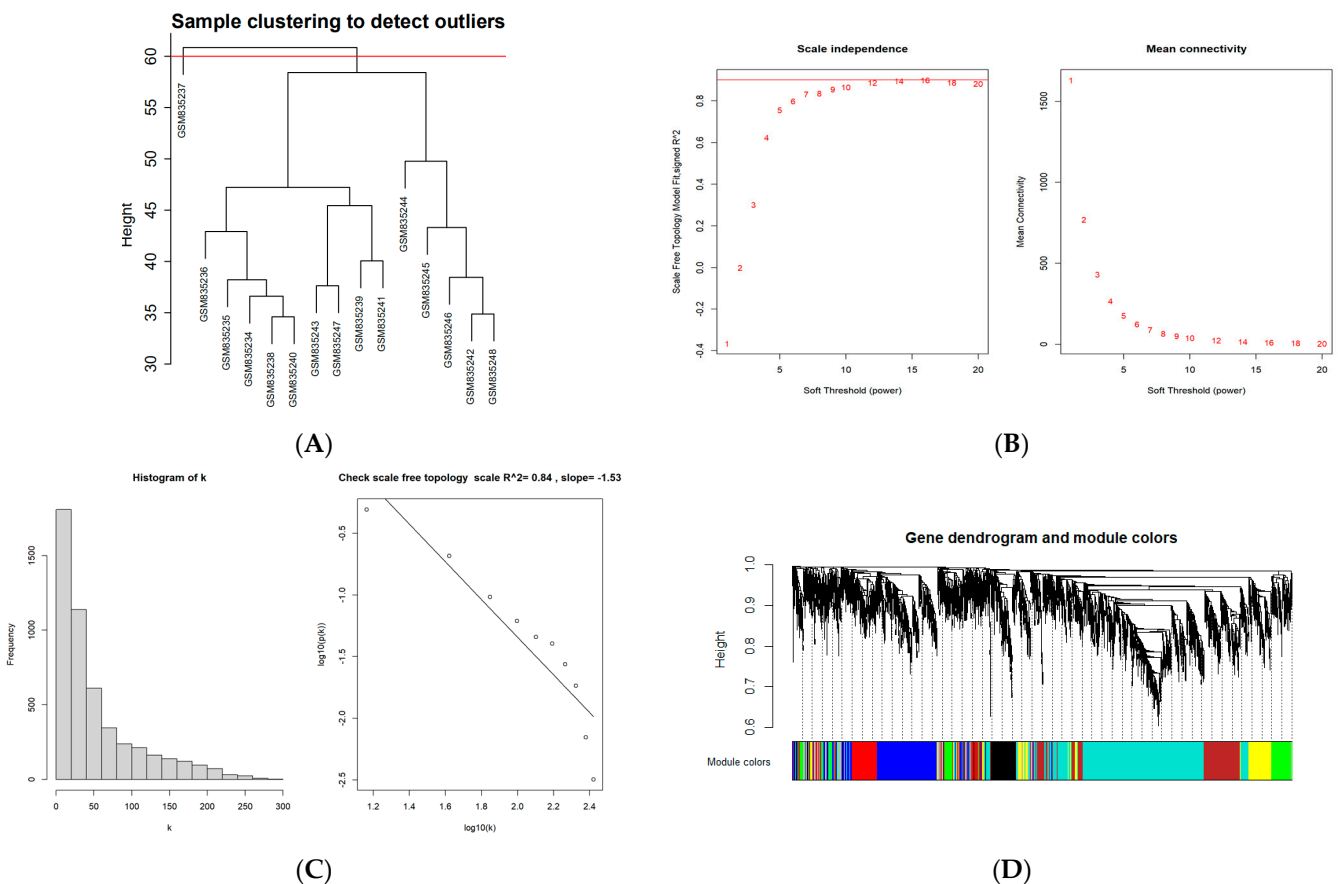 Sample clustering to detect outliers
Height
60
55
50
45
40
35
30
GSM835237
GSM835236
GSM835235
GSM835234
GSM835238
GSM835240
GSM835243
GSM835247
GSM835239
GSM835241
GSM835244
GSM835245
GSM835246
GSM835242
GSM835248
(A)
Scale independence
Scale Free Topology Model Fit,signed R^2
0.8
0.6
0.4
0.2
0.0
-0.2
-0.4
1
2
3
4
5
6
7
8
9
10
12
14
16
18
20
5
10
15
20
Soft Threshold (power)
Mean connectivity
Mean Connectivity
1500
1000
500
0
1
2
3
4
5
6
7
8
9
10
12
14
16
18
20
5
10
15
20
Soft Threshold (power)
(B)
Histogram of k
Frequency
1500
1000
500
0
0
50
100
150
200
250
300
k
Check scale free topology scale R^2= 0.84 , slope= -1.53
log10(p(k))
-0.5
-1.0
-1.5
-2.0
-2.5
1.2
1.4
1.6
1.8
2.0
2.2
2.4
log10(k)
(C)
Gene dendrogram and module colors
Height
1.0
0.9
0.8
0.7
0.6
Module colors
(D)